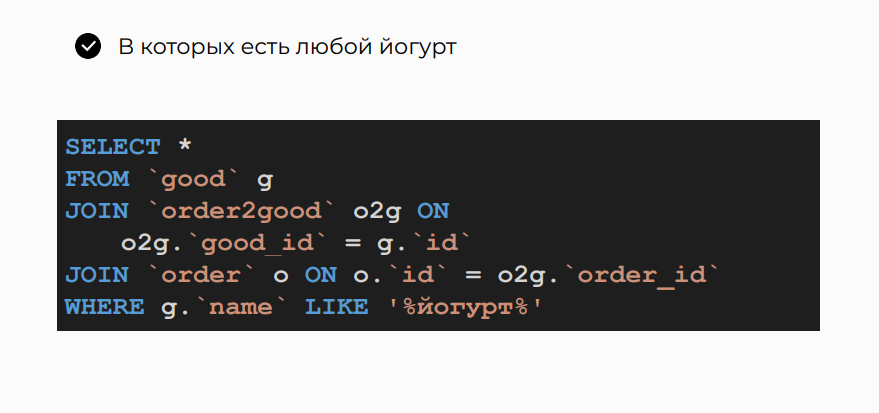 В которых есть любой йогурт
SELECT *
FROM `good` g
JOIN `order2good` o2g ON
o2g.`good_id` = g.`id`
JOIN `order` o ON o.`id` = o2g.`order_id`
WHERE g.`name` LIKE '%йогурт%'